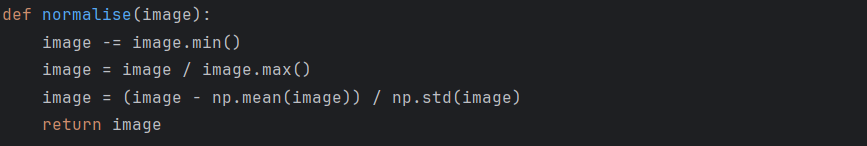 def normalise(image):
    image -= image.min()
    image = image / image.max()
    image = (image - np.mean(image)) / np.std(image)
    return image